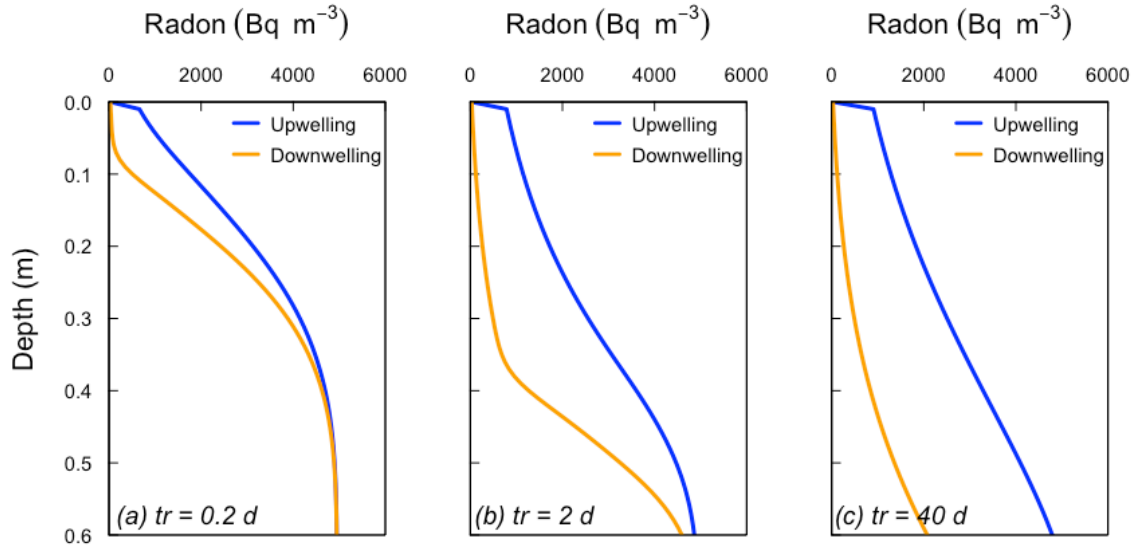 Radon (Bq m⁻³) Radon (Bq m⁻³) Radon (Bq m⁻³)
0 2000 4000 6000 0 2000 4000 6000 0 2000 4000 6000
0.0
Upwelling Upwelling Upwelling
Downwelling Downwelling Downwelling
0.1
0.2
0.3
0.4
0.5
0.6
Depth (m)
(a) tr = 0.2 d (b) tr = 2 d (c) tr = 40 d